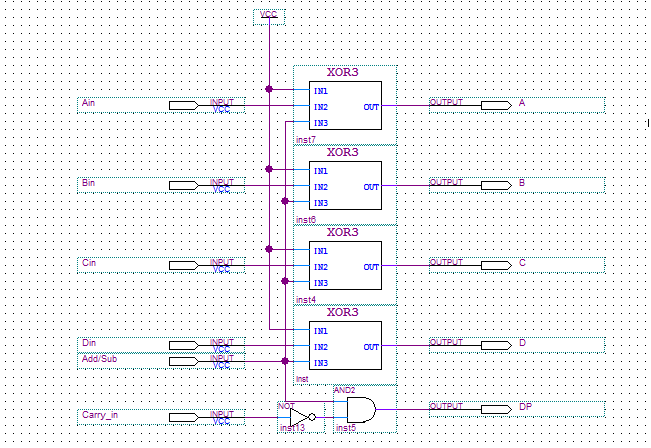 VCC
XOR3
IN1
Ain INPUT VCC IN2 OUT OUTPUT A
IN3
inst7
XOR3
IN1
Bin INPUT VCC IN2 OUT OUTPUT B
IN3
inst6
XOR3
IN1
Cin INPUT VCC IN2 OUT OUTPUT C
IN3
inst4
XOR3
IN1
Din INPUT VCC IN2 OUT OUTPUT D
Add/Sub INPUT VCC IN3
inst
AND2
NOT OUTPUT DP
Carry_in INPUT VCC
inst13 inst5